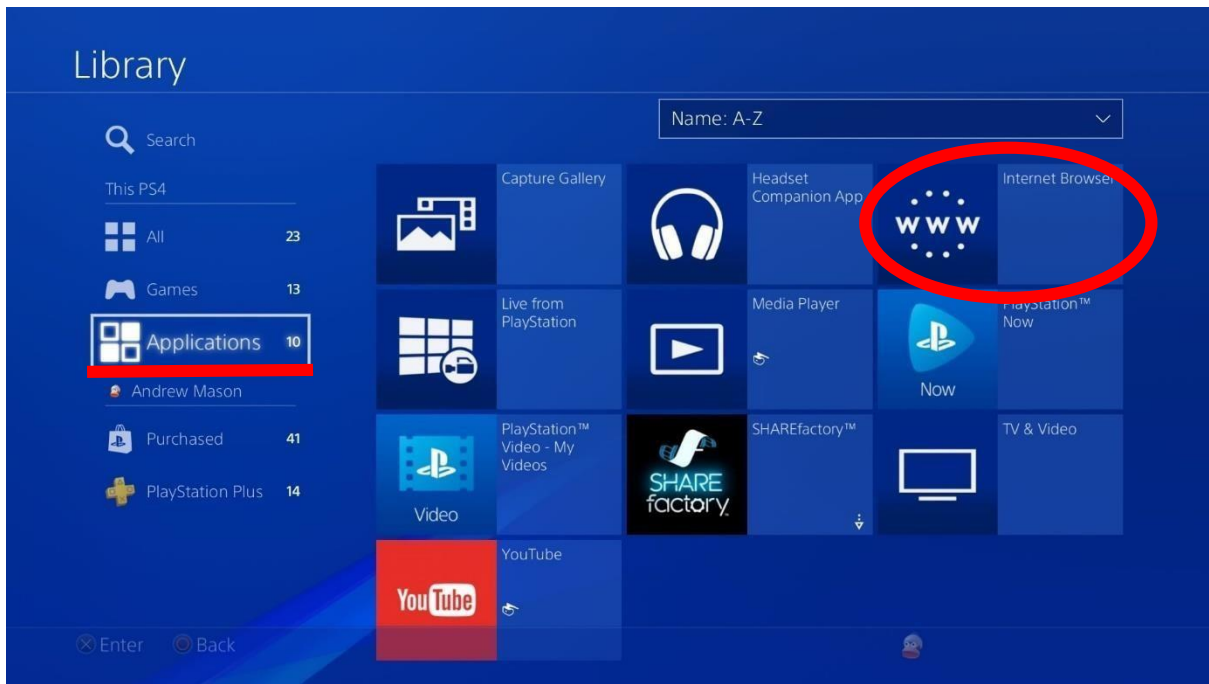 Library
Search
Name: A-Z
This PS4
All 23
Games 13
Applications 10
Andrew Mason
Purchased 41
PlayStation Plus 14
Capture Gallery
Headset
Companion App
WWW
Internet Browser
Live from
PlayStation
Media Player
Now
PlayStation™
Now
Video
PlayStation™
Video - My
Videos
SHARE
factory™
SHAREfactory™
TV & Video
YouTube
YouTube
Enter
Back